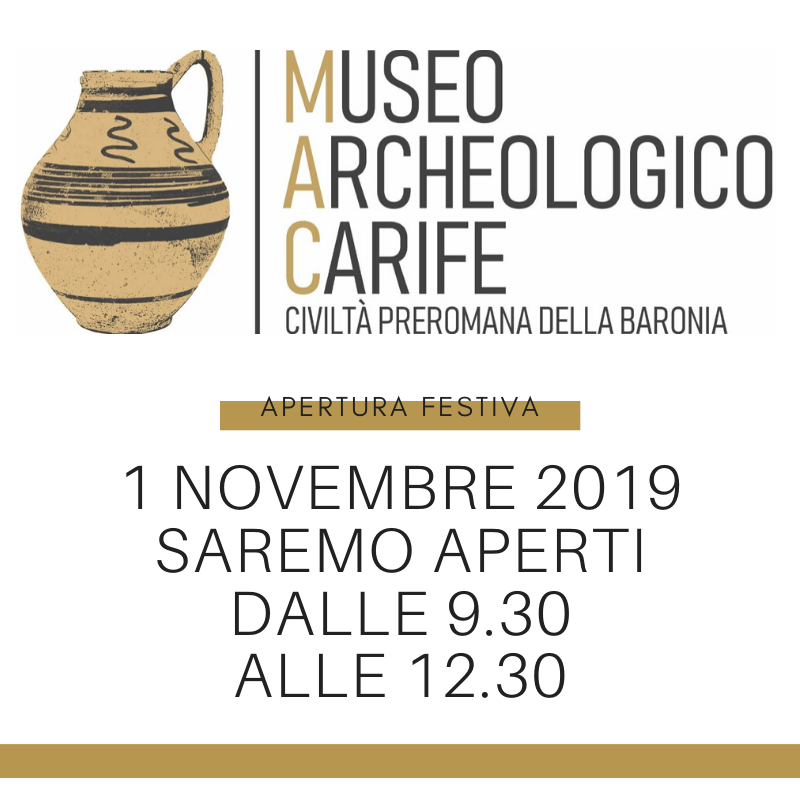 MUSEO
ARCHEOLOGICO
CARIFE
CIVILTÀ PREROMANA DELLA BARONIA
APERTURA FESTIVA
1 NOVEMBRE 2019
SAREMO APERTI
DALLE 9.30
ALLE 12.30